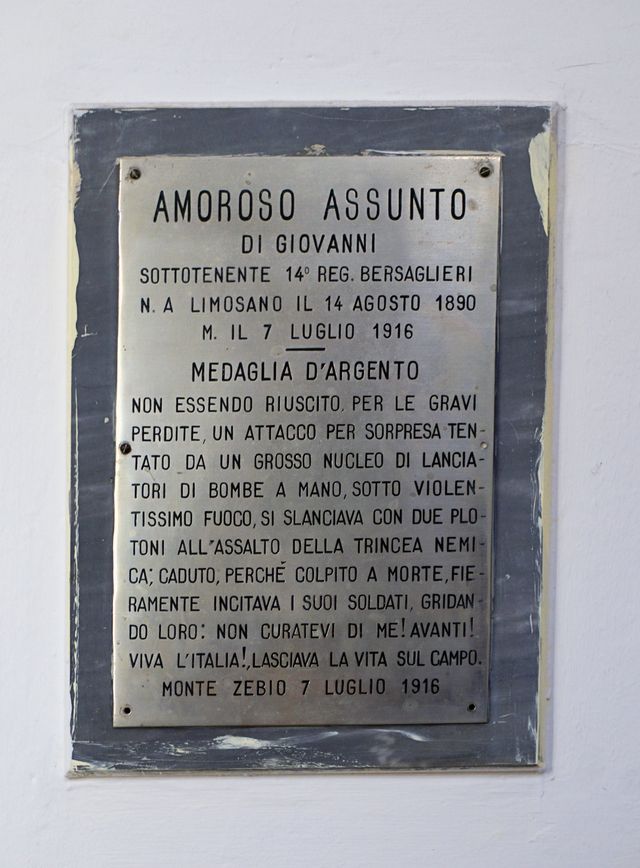 AMOROSO ASSUNTO
DI GIOVANNI
SOTTOTENENTE 14° REG. BERSAGLIERI
N. A LIMOSANO IL 14 AGOSTO 1890
M. IL 7 LUGLIO 1916
MEDAGLIA D'ARGENTO
NON ESSENDO RIUSCITO, PER LE GRAVI
PERDITE, UN ATTACCO PER SORPRESA TEN-
TATO DA UN GROSSO NUCLEO DI LANCIA-
TORI DI BOMBE A MANO, SOTTO VIOLEN-
TISSIMO FUOCO, SI SLANCIAVA CON DUE PLO-
TONI ALL'ASSALTO DELLA TRINCEA NEMI-
CA; CADUTO, PERCHĔ COLPITO A MORTE, FIE-
RAMENTE INCITAVA I SUOI SOLDATI, GRIDAN-
DO LORO: NON CURATEVI DI ME! AVANTI!
VIVA L'ITALIA!, LASCIAVA LA VITA SUL CAMPO.
MONTE ZEBIO 7 LUGLIO 1916